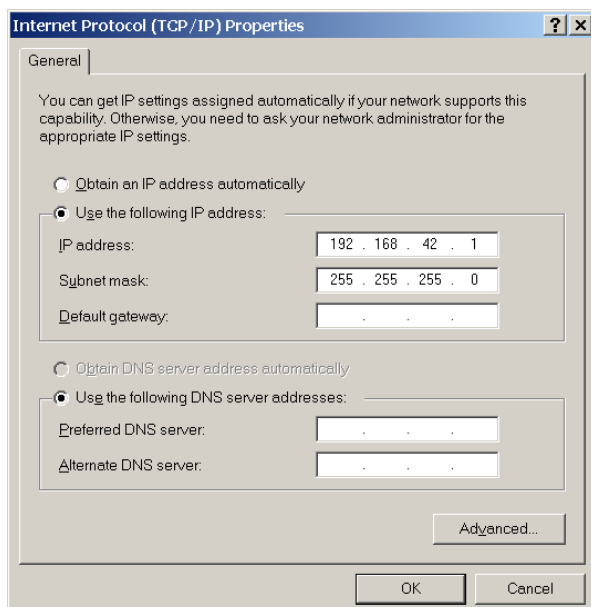 Internet Protocol (TCP/IP) Properties
General
You can get IP settings assigned automatically if your network supports this
capability. Otherwise, you need to ask your network administrator for the
appropriate IP settings.
Obtain an IP address automatically
Use the following IP address:
IP address: 192 . 168 . 42 . 1
Subnet mask: 255 . 255 . 255 . 0
Default gateway: . . .
Obtain DNS server address automatically
Use the following DNS server addresses:
Preferred DNS server: . . .
Alternate DNS server: . . .
Advanced...
OK Cancel